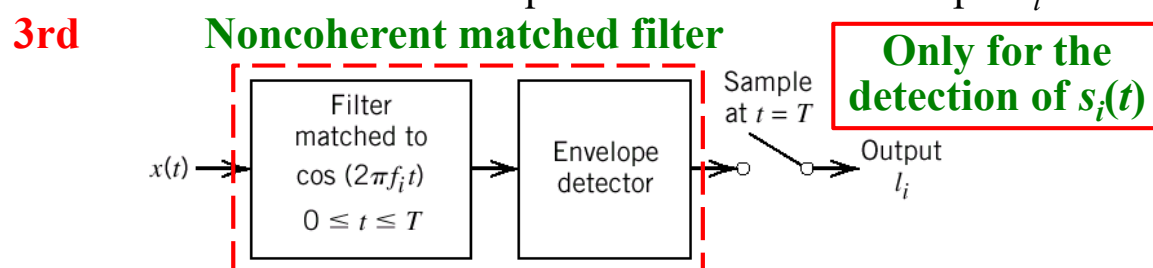 3rd Noncoherent matched filter
Only for the
detection of s_i(t)
Filter
matched to
cos (2πf_it)
0 ≤ t ≤ T
Envelope
detector
Sample
at t = T
x(t)
Output
l_i